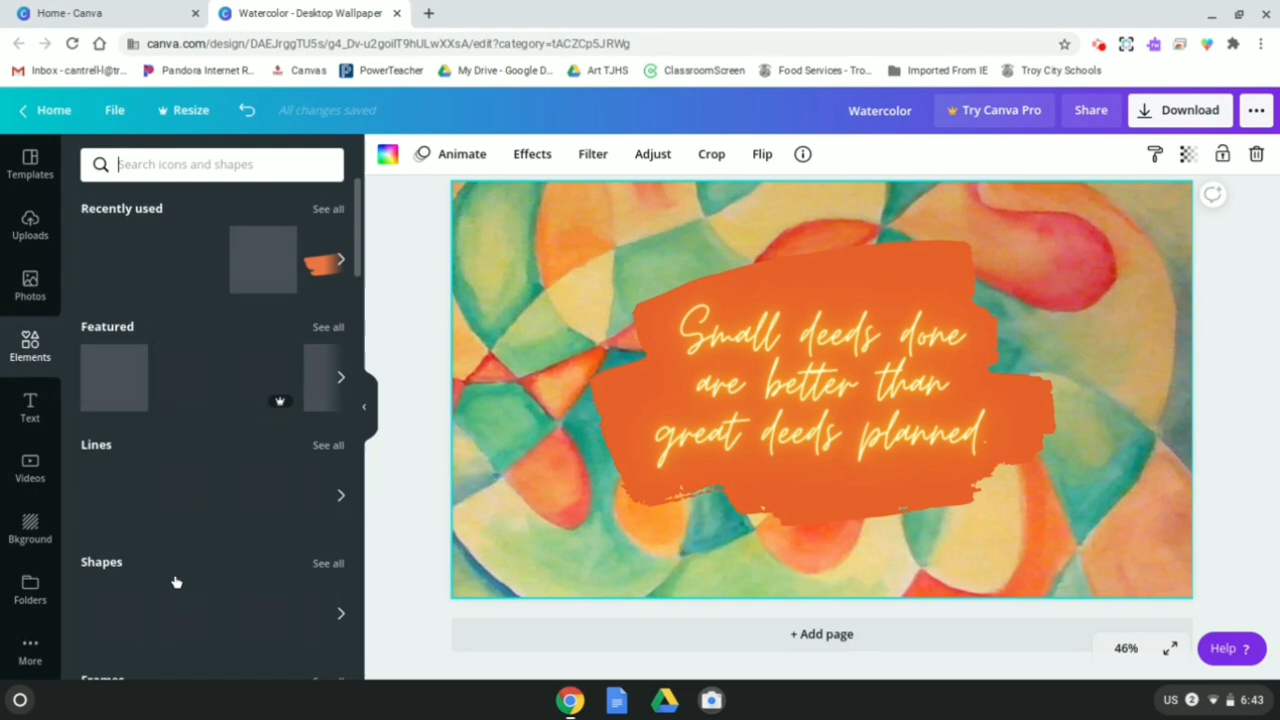 Home - Canva
Watercolor - Desktop Wallpaper
canva.com/design/DAEJrggTU5s/g4_Dv-u2goiIT9hULwXXsA/edit?category=tACZCp5JRWg
Inbox - cantrell-l@tr...
Pandora Internet R...
Canvas
PowerTeacher
My Drive - Google D...
Art TJHS
ClassroomScreen
Food Services - Tro...
Imported From IE
Troy City Schools
Home
File
Resize
All changes saved
Watercolor
Try Canva Pro
Share
Download
Templates
Uploads
Photos
Elements
Text
Videos
Bkground
Folders
More
Search icons and shapes
Recently used
See all
Featured
See all
Lines
See all
Shapes
See all
Animate
Effects
Filter
Adjust
Crop
Flip
Small deeds done
are better than
great deeds planned.
+ Add page
46%
Help ?
US 2 6:43